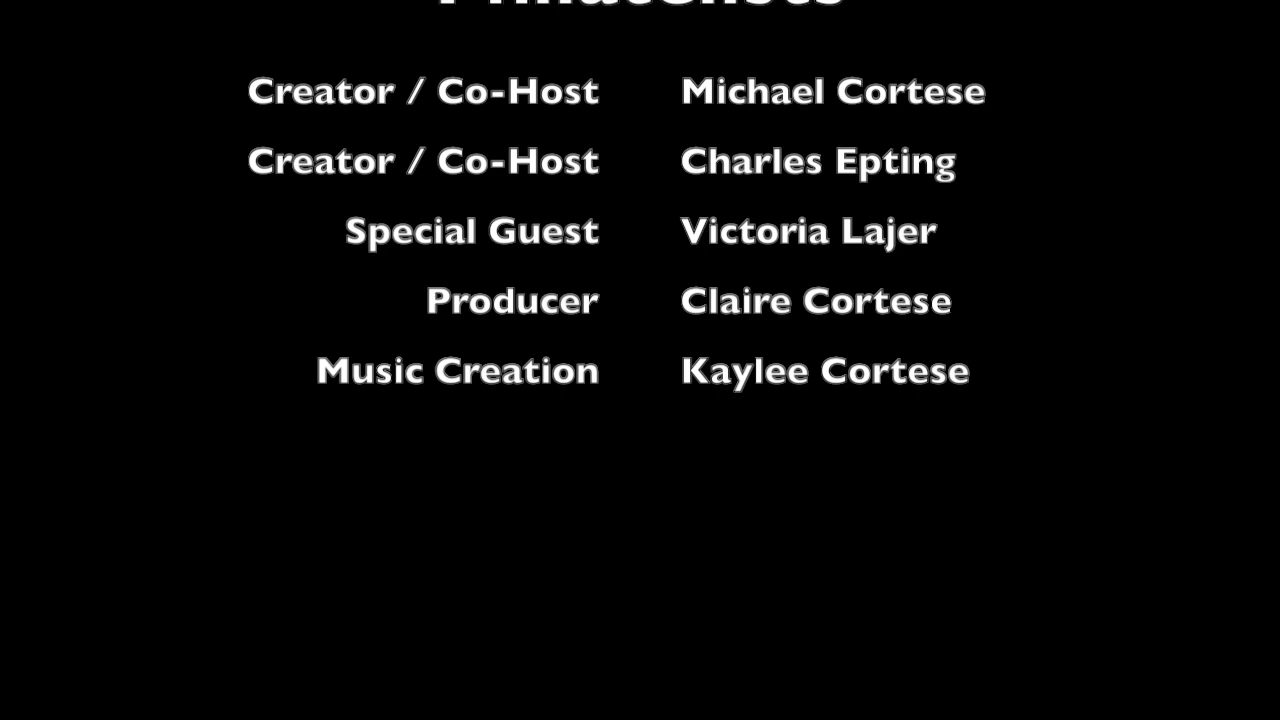 Creator / Co-Host Michael Cortese
Creator / Co-Host Charles Epting
Special Guest Victoria Lajer
Producer Claire Cortese
Music Creation Kaylee Cortese